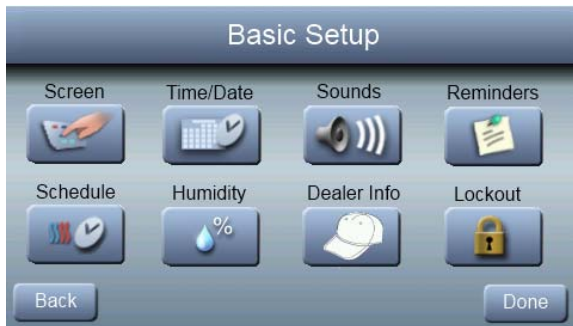 Basic Setup
Screen Time/Date Sounds Reminders
Schedule Humidity % Dealer Info Lockout
Back Done